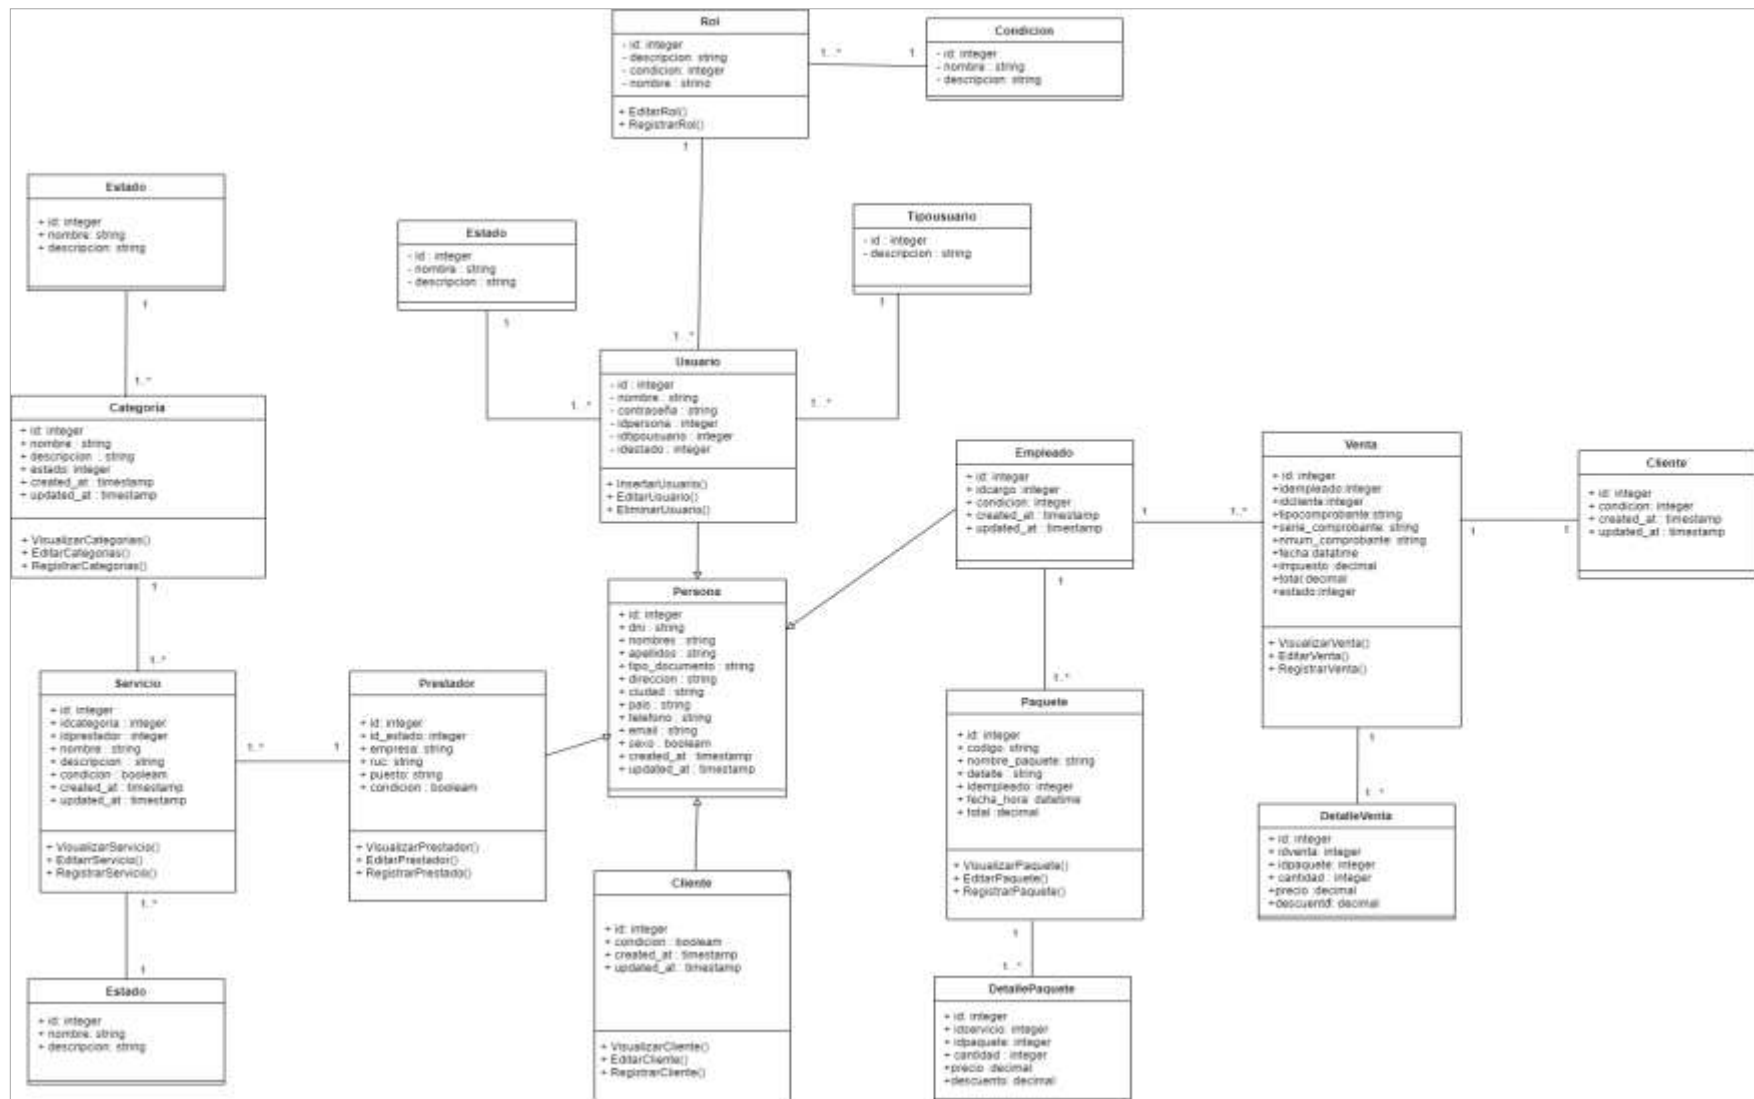 Rol
- id: integer
- descripcion: string
- condicion: integer
- nombre : string
+ EditarRol()
+ RegistrarRol()
1..*
1
Condicion
- id: integer
- nombre : string
- descripcion: string
1
1..*
Estado
+ id: integer
+ nombre: string
+ descripcion: string
1
1..*
Estado
- id : integer
- nombre : string
- descripcion : string
1
1..*
Tipousuario
- id : integer
- descripcion : string
1
1..*
Usuario
- id : integer
- nombre : string
- contraseña : string
- idpersona : integer
- idtipousuario : integer
- idestado : integer
+ InsertarUsuario()
+ EditarUsuario()
+ EliminarUsuario()
Categoria
+ id: integer
+ nombre : string
+ descripcion : string
+ estado: integer
+ created_at : timestamp
+ updated_at : timestamp
+ VisualizarCategorias()
+ EditarCategorias()
+ RegistrarCategorias()
1
1..*
Empleado
+ id: integer
+ idcargo :integer
+ condicion: integer
+ created_at : timestamp
+ updated_at : timestamp
1
1..*
1
1..*
Venta
+ id: integer
+idempleado:integer
+idcliente:integer
+tipocomprobante:string
+serie_comprobante: string
+nmum_comprobante: string
+fecha:datatime
+impuesto :decimal
+total:decimal
+estado:integer
+ VisualizarVenta()
+ EditarVenta()
+ RegistrarVenta()
1
1
1
1..*
Cliente
+ id: integer
+ condicion: integer
+ created_at : timestamp
+ updated_at : timestamp
Persona
+ id: integer
+ dni : string
+ nombres : string
+ apellidos : string
+ tipo_documento : string
+ direccion : string
+ ciudad : string
+ pais : string
+ telefono : string
+ email : string
+ sexo : booleam
+ created_at : timestamp
+ updated_at : timestamp
Servicio
+ id: integer
+ idcategoria : integer
+ idprestador : integer
+ nombre : string
+ descripcion : string
+ condicion : booleam
+ created_at : timestamp
+ updated_at : timestamp
+ VisualizarServicio()
+ EditarrServicio()
+ RegistrarServicio()
1..*
1
1..*
1
Prestador
+ id: integer
+ id_estado: integer
+ empresa: string
+ ruc: string
+ puesto: string
+ condicion : booleam
+ VisualizarPrestador()
+ EditarPrestador()
+ RegistrarPrestado()
Paquete
+ id: integer
+ codigo: string
+ nombre_paquete: string
+ detalle : string
+ idempleado: integer
+ fecha_hora: datetime
+ total :decimal
+ VisualizarPaquete()
+ EditarPaquete()
+ RegistrarPaquete()
1
1..*
DetalleVenta
+ id: integer
+ idventa: integer
+ idpaquete: integer
+ cantidad : integer
+precio :decimal
+descuento: decimal
Cliente
+ id: integer
+ condicion : booleam
+ created_at : timestamp
+ updated_at : timestamp
+ VisualizarCliente()
+ EditarCliente()
+ RegistrarCliente()
Estado
+ id: integer
+ nombre: string
+ descripcion: string
DetallePaquete
+ id: integer
+ idservicio: integer
+ idpaquete: integer
+ cantidad : integer
+precio :decimal
+descuento: decimal